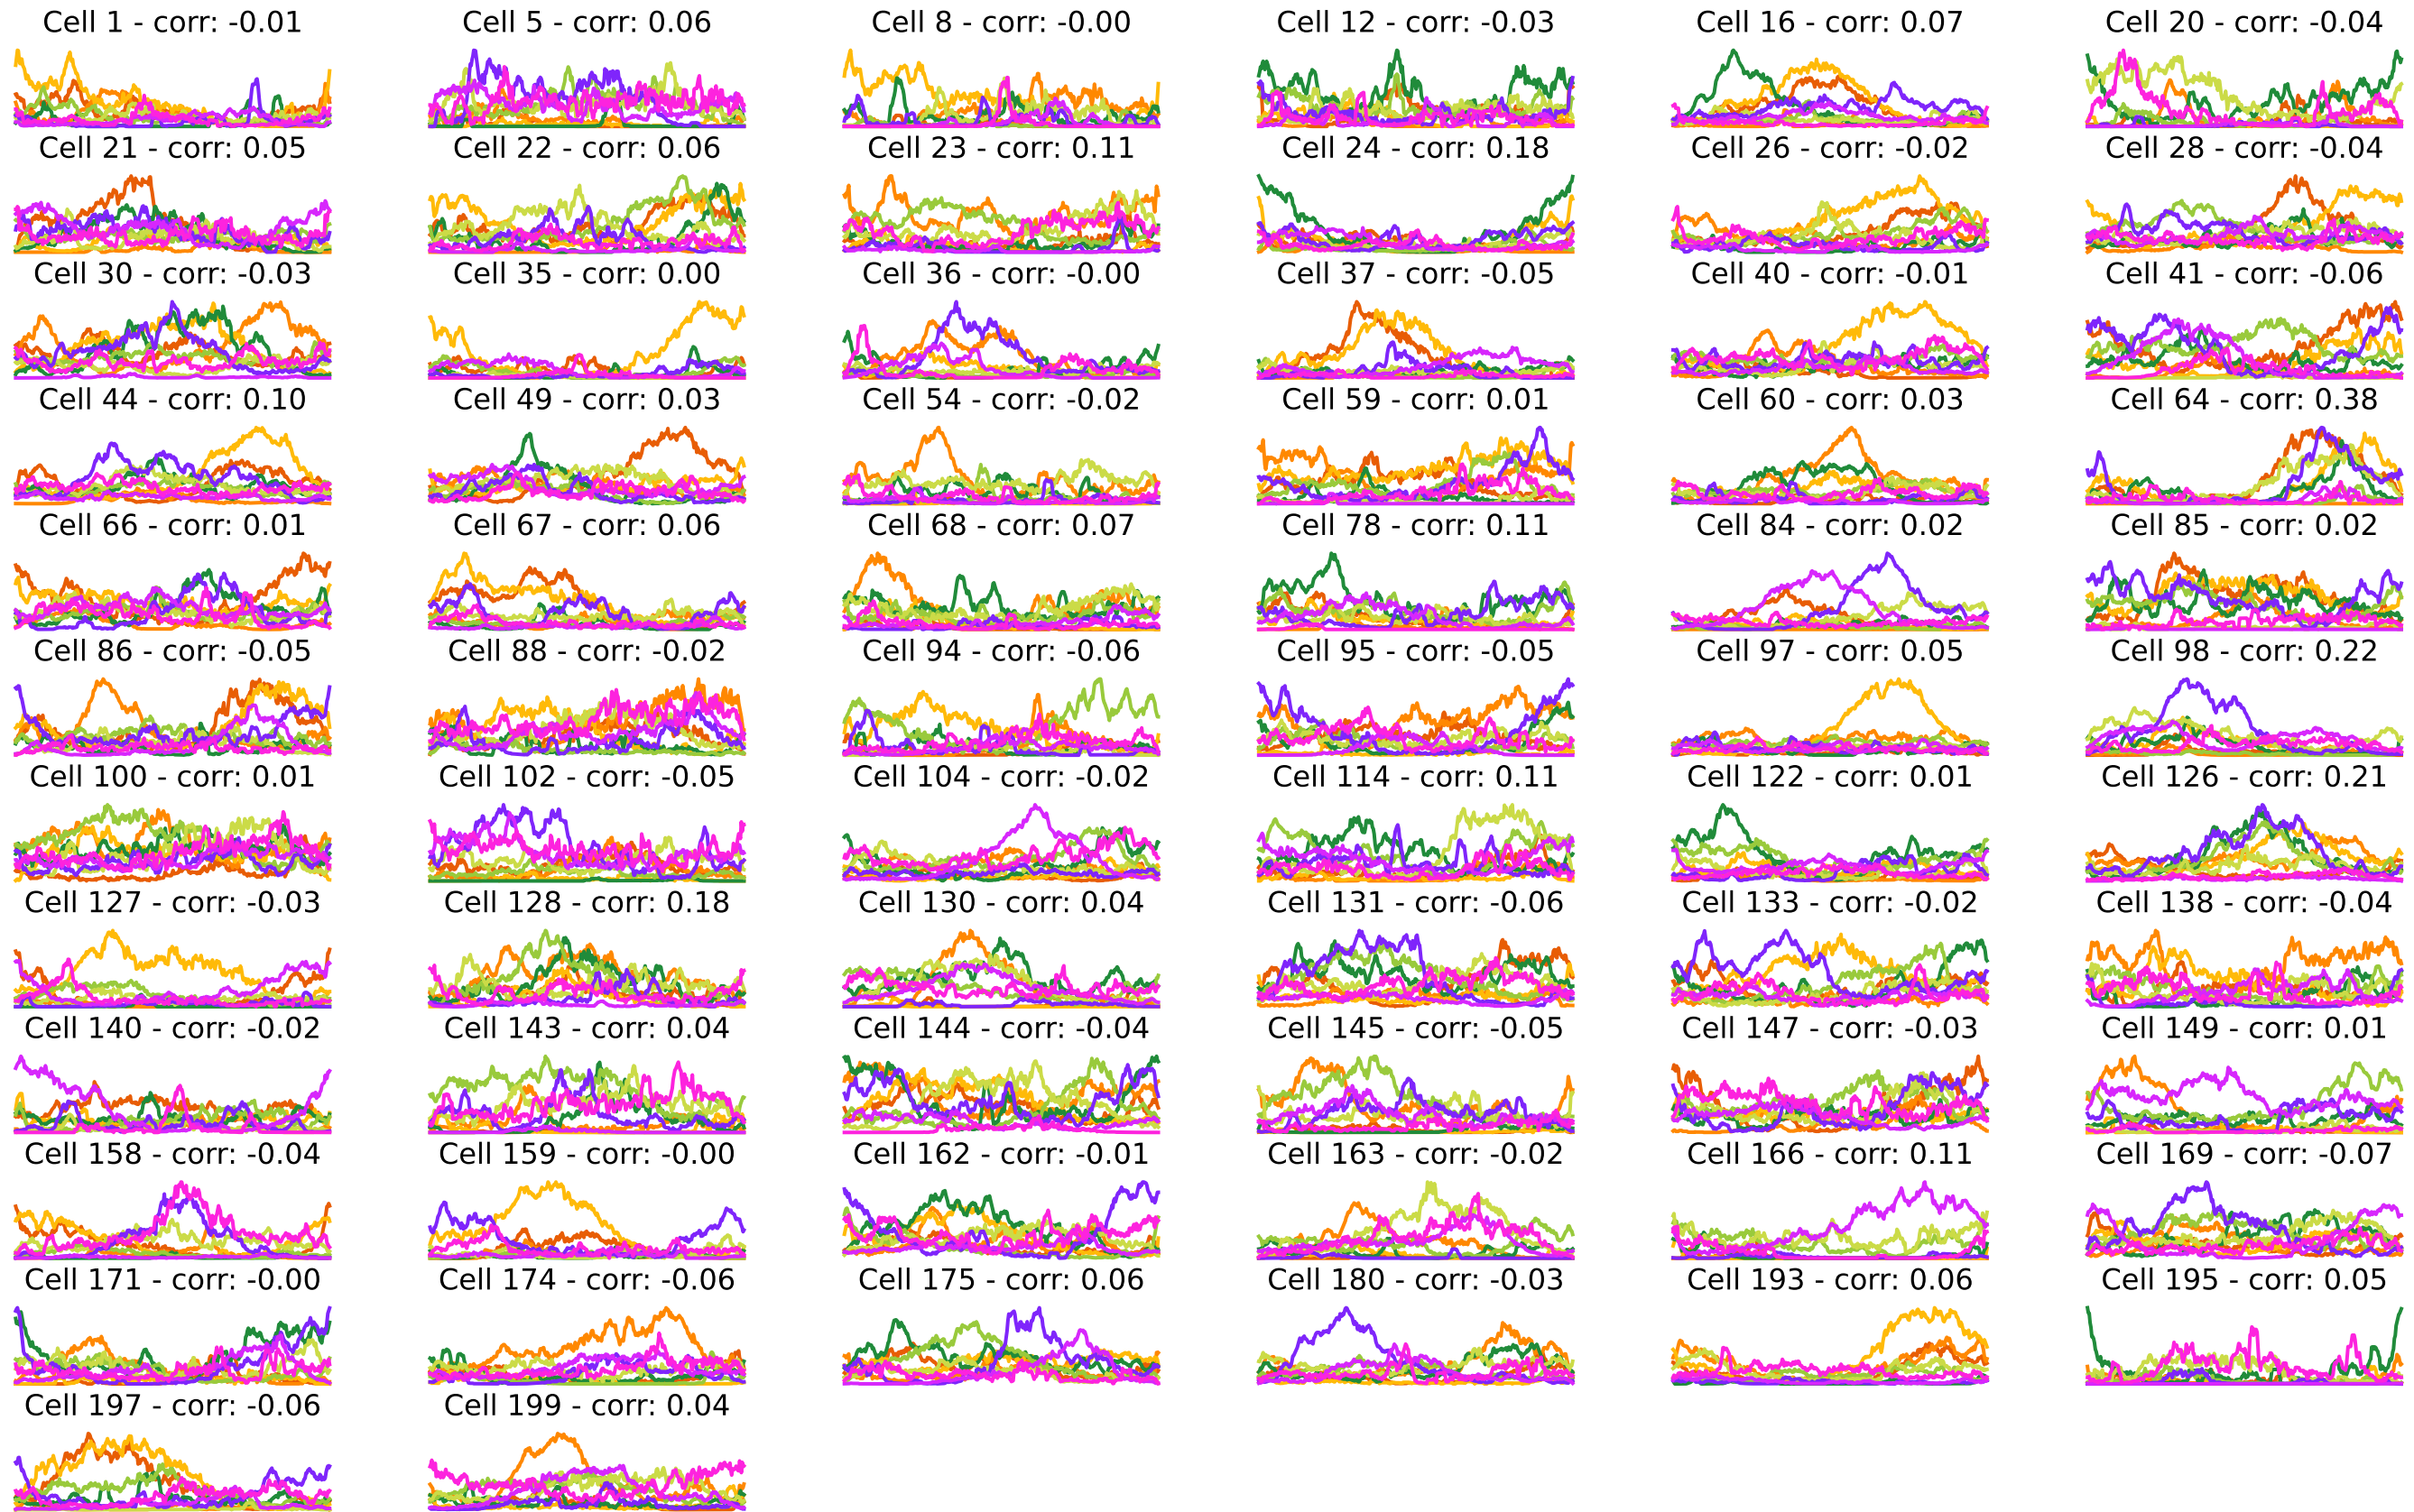 Cell 1 - corr: -0.01
Cell 5 - corr: 0.06
Cell 8 - corr: -0.00
Cell 12 - corr: -0.03
Cell 16 - corr: 0.07
Cell 20 - corr: -0.04
Cell 21 - corr: 0.05
Cell 22 - corr: 0.06
Cell 23 - corr: 0.11
Cell 24 - corr: 0.18
Cell 26 - corr: -0.02
Cell 28 - corr: -0.04
Cell 30 - corr: -0.03
Cell 35 - corr: 0.00
Cell 36 - corr: -0.00
Cell 37 - corr: -0.05
Cell 40 - corr: -0.01
Cell 41 - corr: -0.06
Cell 44 - corr: 0.10
Cell 49 - corr: 0.03
Cell 54 - corr: -0.02
Cell 59 - corr: 0.01
Cell 60 - corr: 0.03
Cell 64 - corr: 0.38
Cell 66 - corr: 0.01
Cell 67 - corr: 0.06
Cell 68 - corr: 0.07
Cell 78 - corr: 0.11
Cell 84 - corr: 0.02
Cell 85 - corr: 0.02
Cell 86 - corr: -0.05
Cell 88 - corr: -0.02
Cell 94 - corr: -0.06
Cell 95 - corr: -0.05
Cell 97 - corr: 0.05
Cell 98 - corr: 0.22
Cell 100 - corr: 0.01
Cell 102 - corr: -0.05
Cell 104 - corr: -0.02
Cell 114 - corr: 0.11
Cell 122 - corr: 0.01
Cell 126 - corr: 0.21
Cell 127 - corr: -0.03
Cell 128 - corr: 0.18
Cell 130 - corr: 0.04
Cell 131 - corr: -0.06
Cell 133 - corr: -0.02
Cell 138 - corr: -0.04
Cell 140 - corr: -0.02
Cell 143 - corr: 0.04
Cell 144 - corr: -0.04
Cell 145 - corr: -0.05
Cell 147 - corr: -0.03
Cell 149 - corr: 0.01
Cell 158 - corr: -0.04
Cell 159 - corr: -0.00
Cell 162 - corr: -0.01
Cell 163 - corr: -0.02
Cell 166 - corr: 0.11
Cell 169 - corr: -0.07
Cell 171 - corr: -0.00
Cell 174 - corr: -0.06
Cell 175 - corr: 0.06
Cell 180 - corr: -0.03
Cell 193 - corr: 0.06
Cell 195 - corr: 0.05
Cell 197 - corr: -0.06
Cell 199 - corr: 0.04